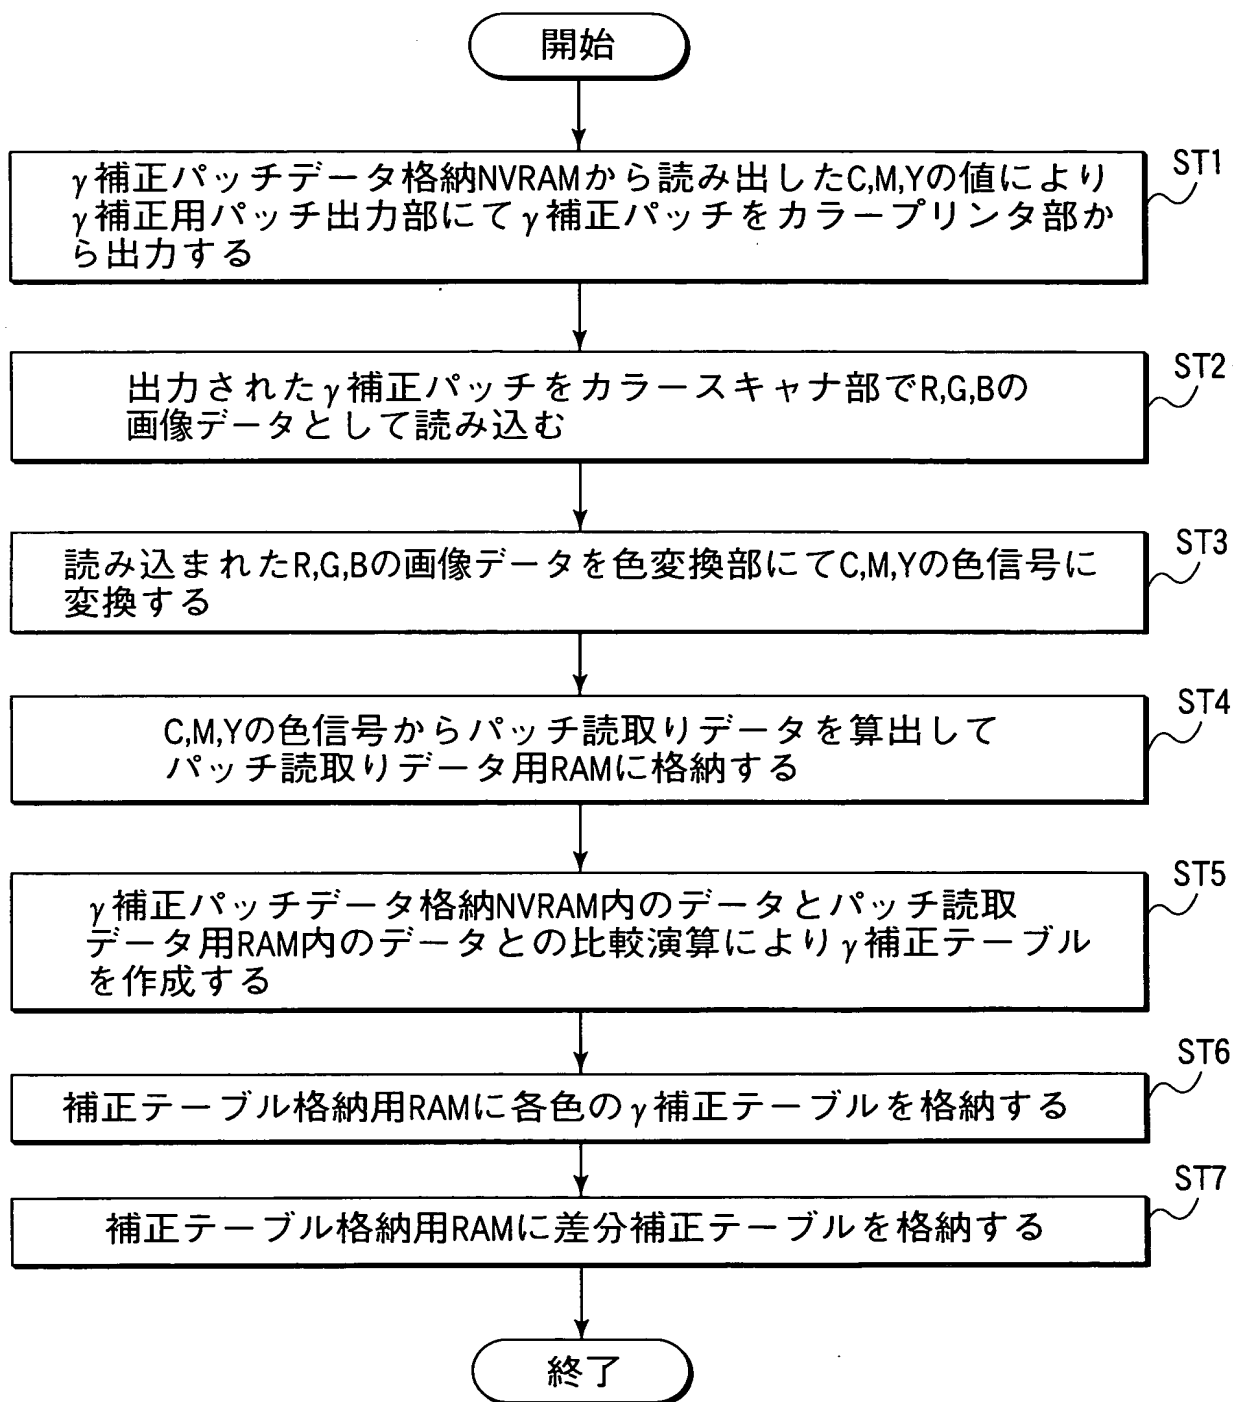 開始
γ補正パッチデータ格納NVRAMから読み出したC,M,Yの値により
γ補正用パッチ出力部にてγ補正パッチをカラープリンタ部か
ら出力する
ST1
出力されたγ補正パッチをカラースキャナ部でR,G,Bの
画像データとして読み込む
ST2
読み込まれたR,G,Bの画像データを色変換部にてC,M,Yの色信号に
変換する
ST3
C,M,Yの色信号からパッチ読取りデータを算出して
パッチ読取りデータ用RAMに格納する
ST4
γ補正パッチデータ格納NVRAM内のデータとパッチ読取
データ用RAM内のデータとの比較演算によりγ補正テーブル
を作成する
ST5
補正テーブル格納用RAMに各色のγ補正テーブルを格納する
ST6
補正テーブル格納用RAMに差分補正テーブルを格納する
ST7
終了